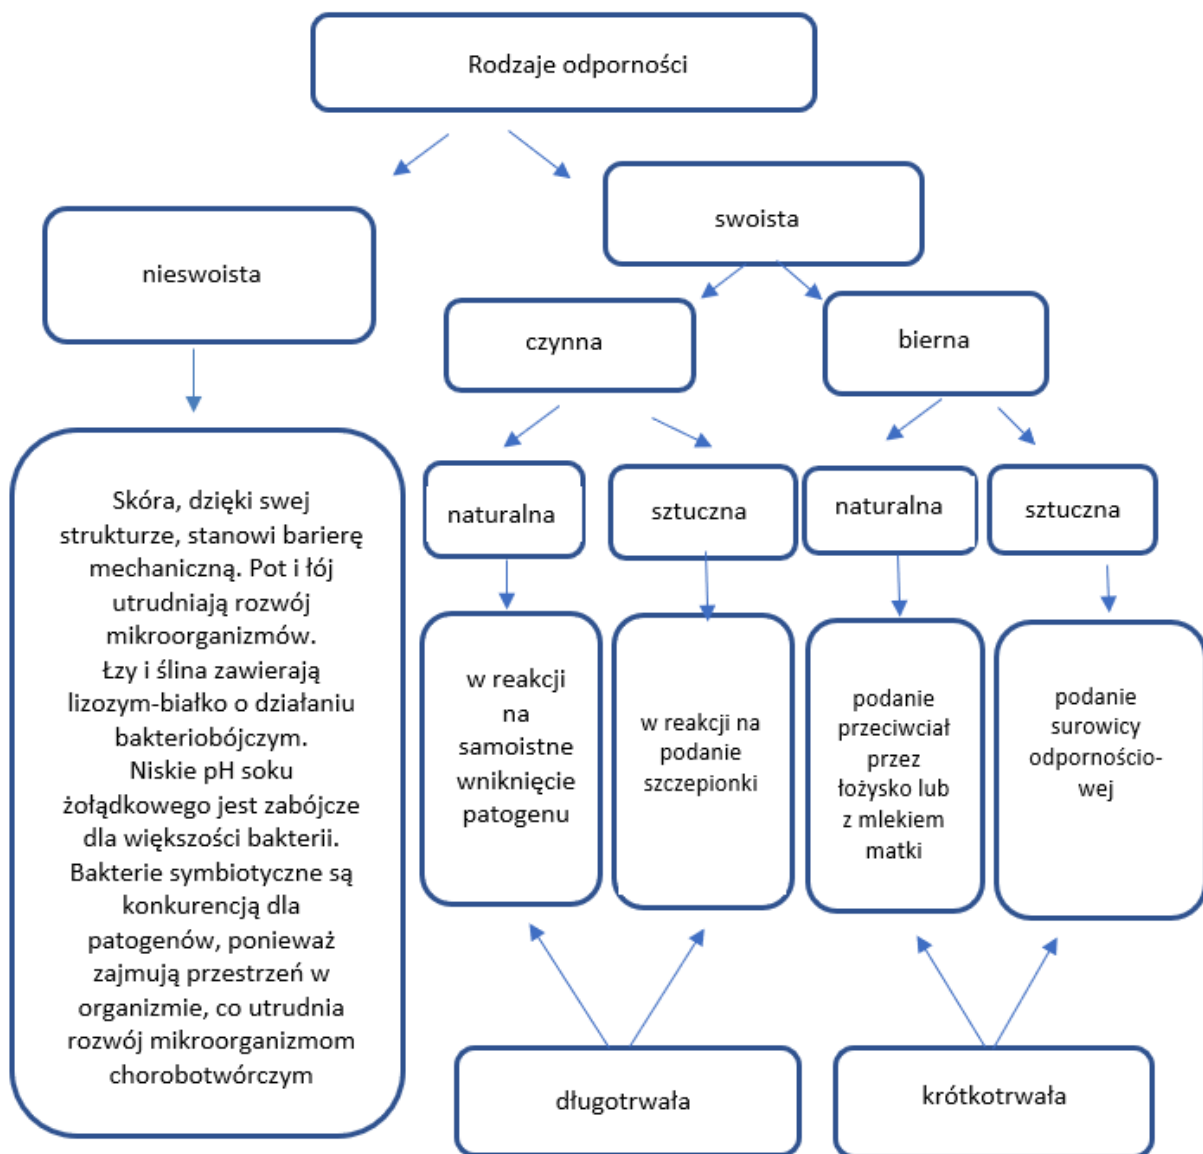 Rodzaje odporności
nieswoista
swoista
czynna
bierna
naturalna
sztuczna
naturalna
sztuczna
Skóra, dzięki swej
strukturze, stanowi barierę
mechaniczną. Pot i łój
utrudniają rozwój
mikroorganizmów.
Łzy i ślina zawierają
lizozym-białko o działaniu
bakteriobójczym.
Niskie pH soku
żołądkowego jest zabójcze
dla większości bakterii.
Bakterie symbiotyczne są
konkurencją dla
patogenów, ponieważ
zajmują przestrzeń w
organizmie, co utrudnia
rozwój mikroorganizmom
chorobotwórczym
w reakcji
na
samoistne
wniknięcie
patogenu
w reakcji na
podanie
szczepionki
podanie
przeciwciał
przez
łożysko lub
z mlekiem
matki
podanie
surowicy
odpornościo-
wej
długotrwała
krótkotrwała